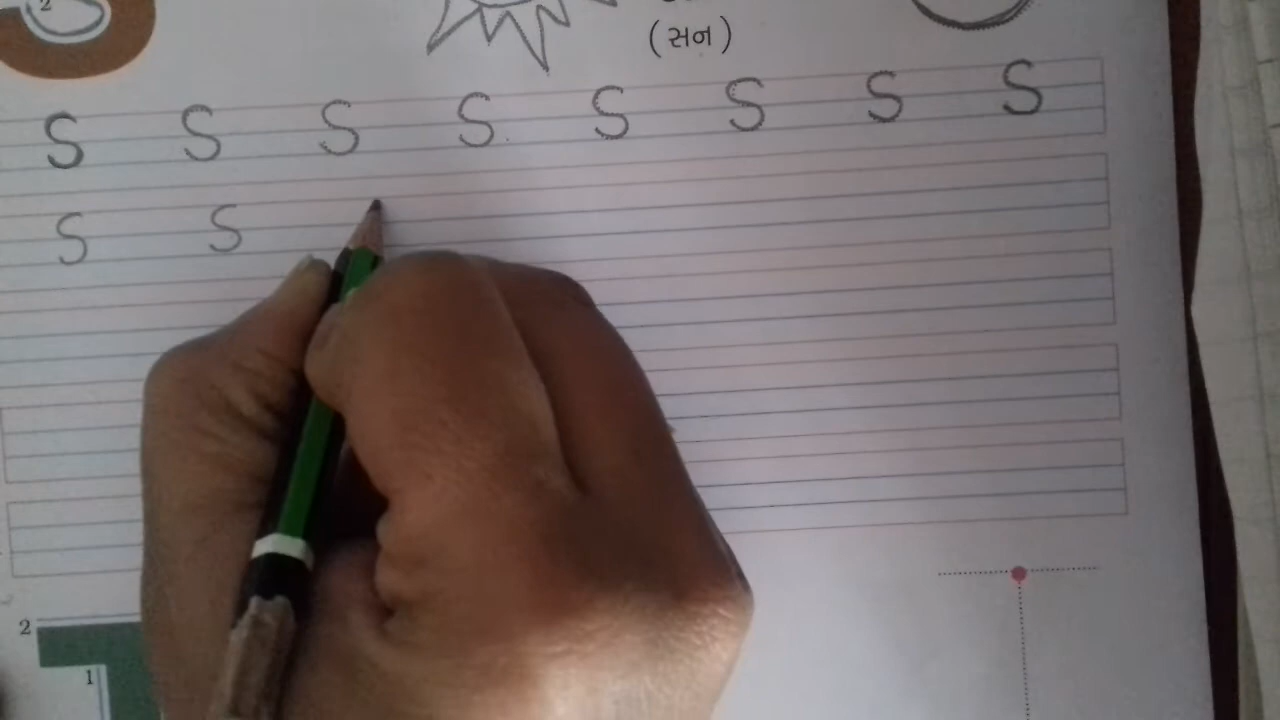 2
(સન)
S S S S S S S S
S S
2
1